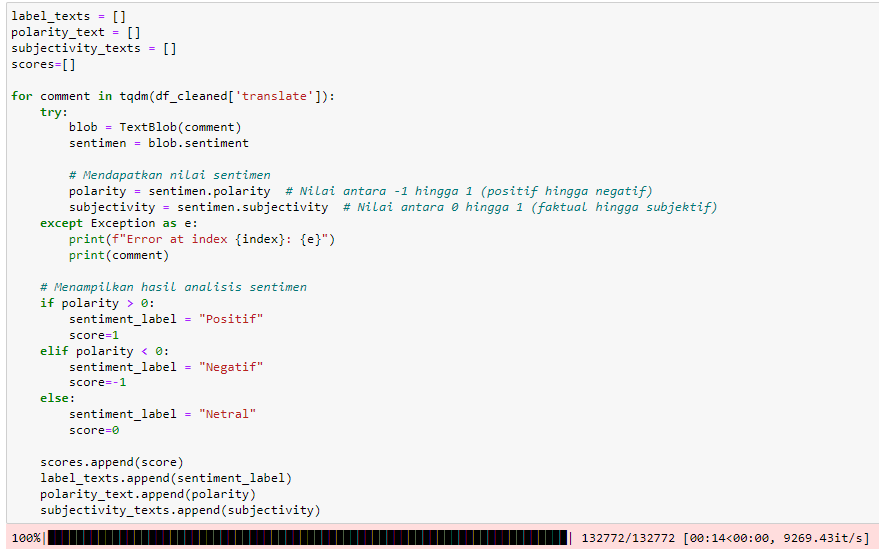 label_texts = []
polarity_text = []
subjectivity_texts = []
scores=[]

for comment in tqdm(df_cleaned['translate']):
    try:
        blob = TextBlob(comment)
        sentimen = blob.sentiment

        # Mendapatkan nilai sentimen
        polarity = sentimen.polarity  # Nilai antara -1 hingga 1 (positif hingga negatif)
        subjectivity = sentimen.subjectivity  # Nilai antara 0 hingga 1 (faktual hingga subjektif)
    except Exception as e:
        print(f"Error at index {index}: {e}")
        print(comment)

    # Menampilkan hasil analisis sentimen
    if polarity > 0:
        sentiment_label = "Positif"
        score=1
    elif polarity < 0:
        sentiment_label = "Negatif"
        score=-1
    else:
        sentiment_label = "Netral"
        score=0

    scores.append(score)
    label_texts.append(sentiment_label)
    polarity_text.append(polarity)
    subjectivity_texts.append(subjectivity)
100%| | 132772/132772 [00:14<00:00, 9269.43it/s]